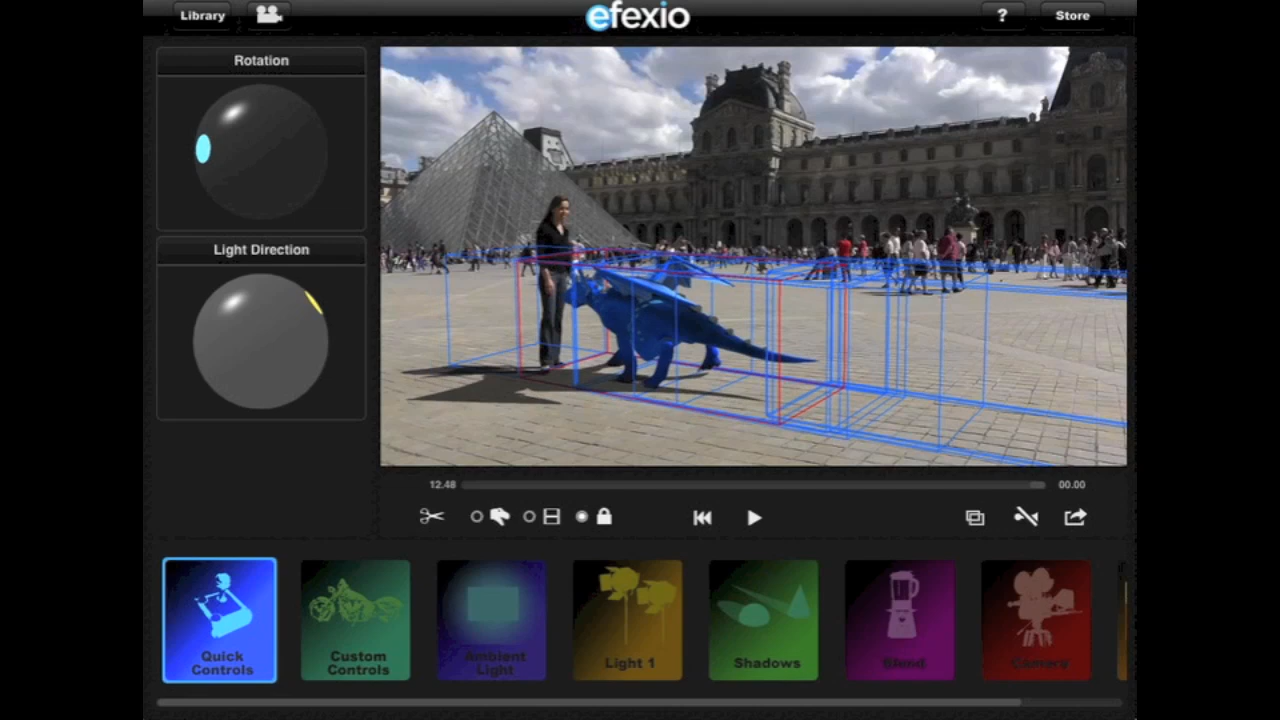 Library
efexio
?
Store
Rotation
Light Direction
12.48
00.00
Quick
Controls
Custom
Controls
Ambient
Light
Light 1
Shadows
Blend
Camera